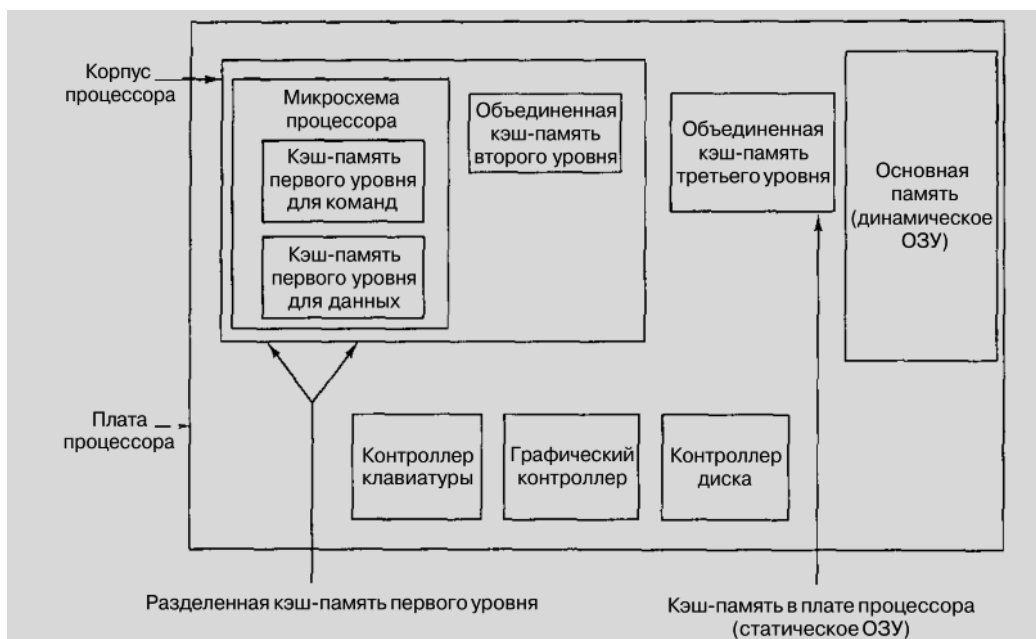 Корпус
процессора
Микросхема
процессора
Кэш-память
первого уровня
для команд
Кэш-память
первого уровня
для данных
Объединенная
кэш-память
второго уровня
Объединенная
кэш-память
третьего уровня
Основная
память
(динамическое
ОЗУ)
Плата
процессора
Контроллер
клавиатуры
Графический
контроллер
Контроллер
диска
Разделенная кэш-память первого уровня
Кэш-память в плате процессора
(статическое ОЗУ)